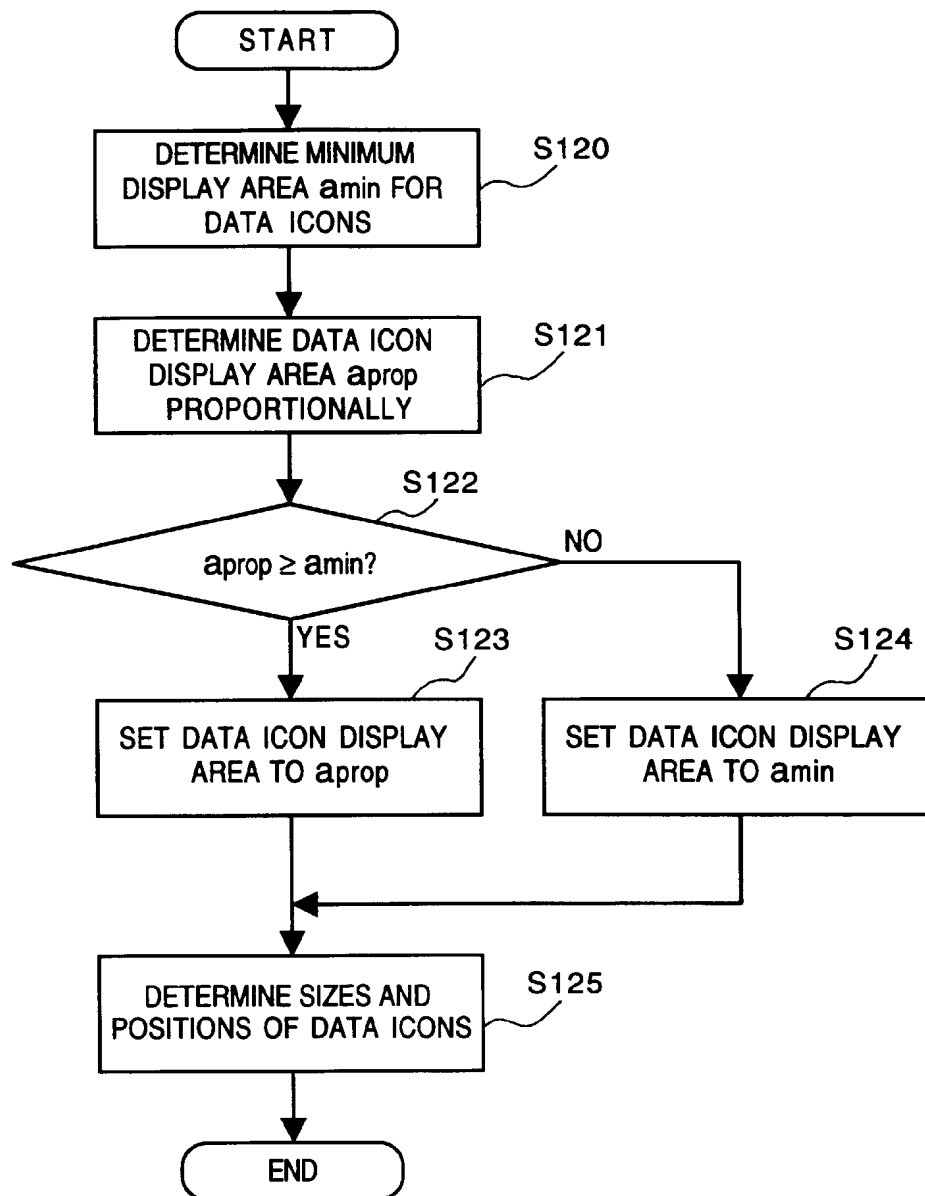 START
S120
DETERMINE MINIMUM
DISPLAY AREA amin FOR
DATA ICONS
S121
DETERMINE DATA ICON
DISPLAY AREA aprop
PROPORTIONALLY
S122
aprop ≥ amin?
NO
YES
S123
SET DATA ICON DISPLAY
AREA TO aprop
S124
SET DATA ICON DISPLAY
AREA TO amin
S125
DETERMINE SIZES AND
POSITIONS OF DATA ICONS
END